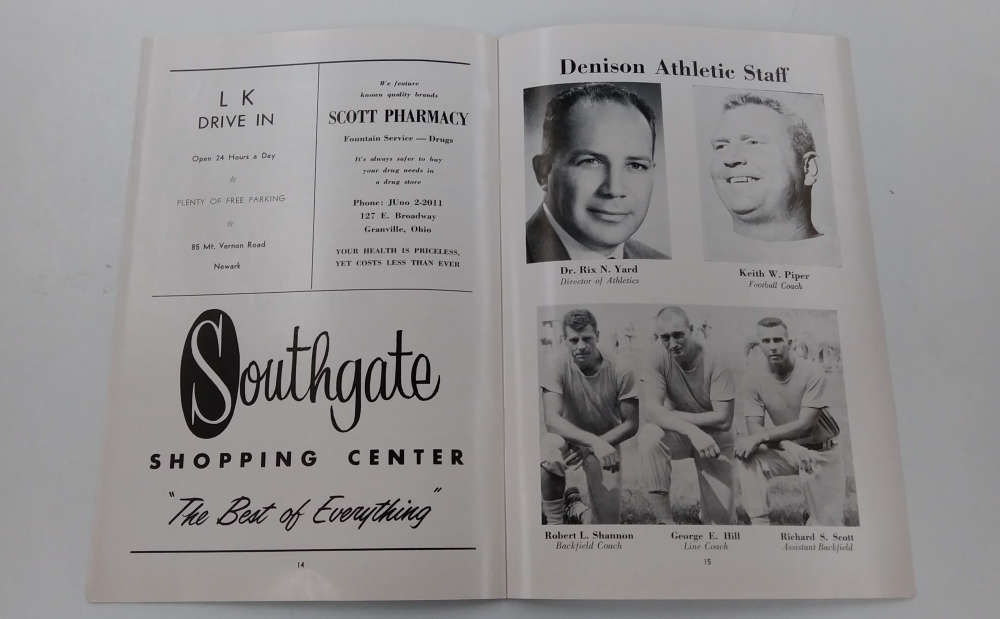 L K
DRIVE IN
Open 24 Hours a Day
☆
PLENTY OF FREE PARKING
☆
85 Mt. Vernon Road
Newark
We feature
known quality brands
SCOTT PHARMACY
Fountain Service — Drugs
It's always safer to buy
your drug needs in
a drug store
Phone: JUno 2-2011
127 E. Broadway
Granville, Ohio
YOUR HEALTH IS PRICELESS,
YET COSTS LESS THAN EVER
Southgate
SHOPPING CENTER
"The Best of Everything"
14
Denison Athletic Staff
Dr. Rix N. Yard
Director of Athletics
Keith W. Piper
Football Coach
Robert L. Shannon
Backfield Coach
George E. Hill
Line Coach
Richard S. Scott
Assistant Backfield
15